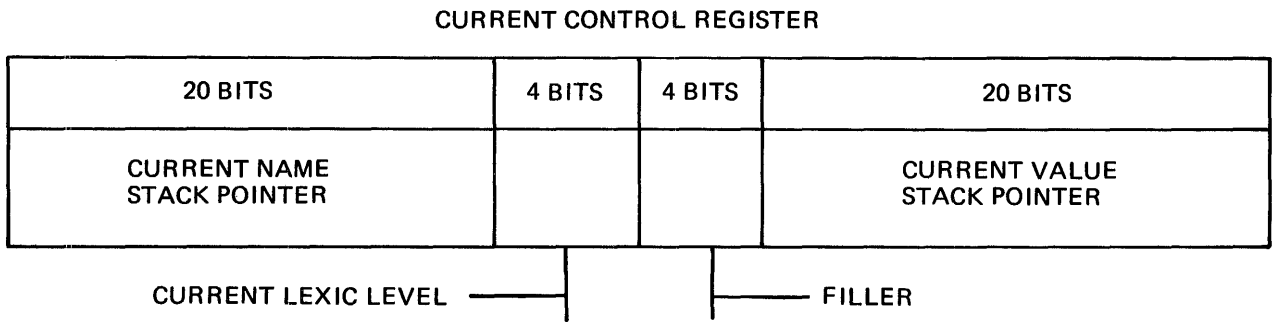 CURRENT CONTROL REGISTER
20 BITS
4 BITS
4 BITS
20 BITS
CURRENT NAME
STACK POINTER
CURRENT VALUE
STACK POINTER
CURRENT LEXIC LEVEL
FILLER